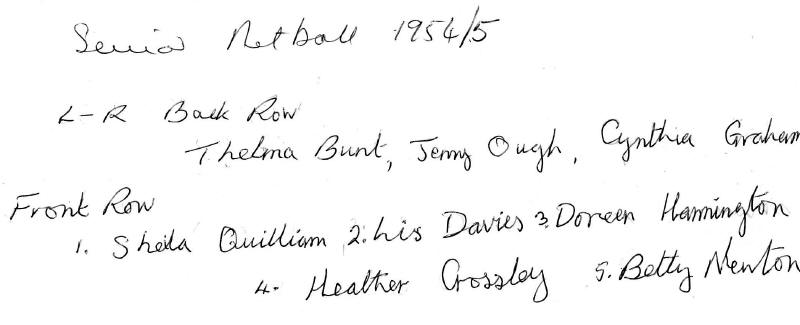 Senior Netball 1954/5
L-R Back Row
Thelma Bunt, Jenny Ough, Cynthia Graham
Front Row
1. Sheila Quilliam 2. Lis Davies 3. Doreen Hannington
4. Heather Crossley 5. Betty Newton